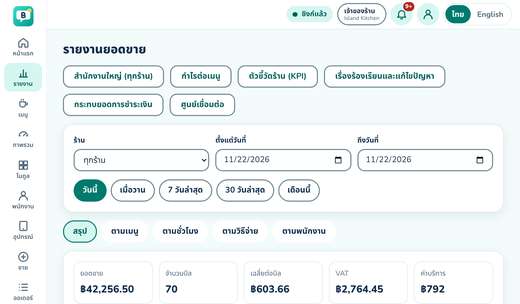 B
ซิงก์แล้ว
เจ้าของร้าน
Island Kitchen
9+
ไทย
English
หน้าแรก
รายงาน
เมนู
ภาพรวม
โมดูล
พนักงาน
อุปกรณ์
ขาย
ออเดอร์
รายงานยอดขาย
สำนักงานใหญ่ (ทุกร้าน)
กำไรต่อเมนู
ตัวชี้วัดร้าน (KPI)
เรื่องร้องเรียนและแก้ไขปัญหา
กระทบยอดการชำระเงิน
ศูนย์เชื่อมต่อ
ร้าน
ตั้งแต่วันที่
ถึงวันที่
ทุกร้าน
11/22/2026
11/22/2026
วันนี้
เมื่อวาน
7 วันล่าสุด
30 วันล่าสุด
เดือนนี้
สรุป
ตามเมนู
ตามชั่วโมง
ตามวิธีจ่าย
ตามพนักงาน
ยอดขาย
จำนวนบิล
เฉลี่ยต่อบิล
VAT
ค่าบริการ
฿42,256.50
70
฿603.66
฿2,764.45
฿792